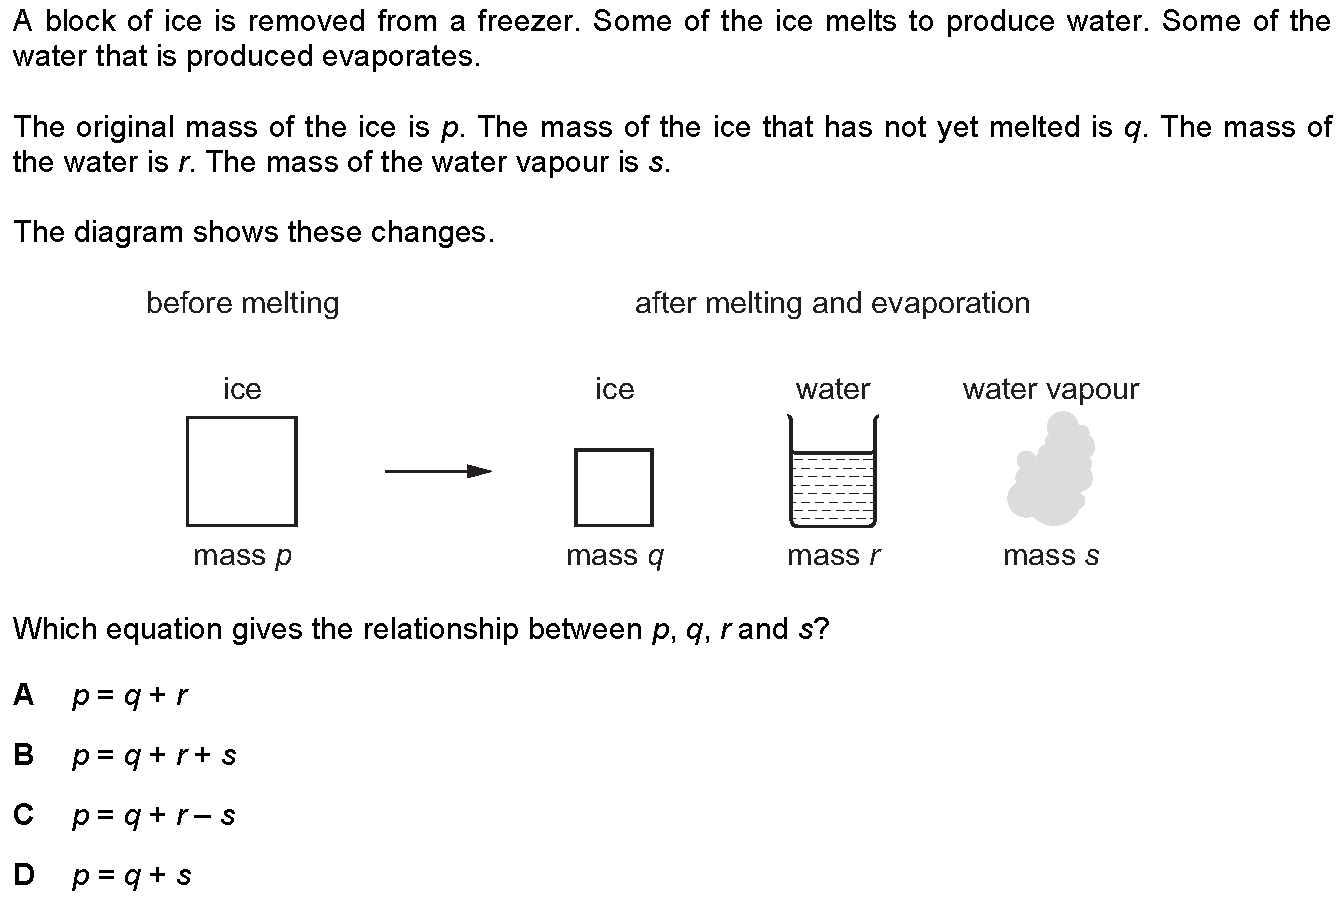 A block of ice is removed from a freezer. Some of the ice melts to produce water. Some of the
water that is produced evaporates.
The original mass of the ice is p. The mass of the ice that has not yet melted is q. The mass of
the water is r. The mass of the water vapour is s.
The diagram shows these changes.
before melting after melting and evaporation
ice ice water water vapour
mass p mass q mass r mass s
Which equation gives the relationship between p, q, r and s?
A p = q + r
B p = q + r + s
C p = q + r – s
D p = q + s